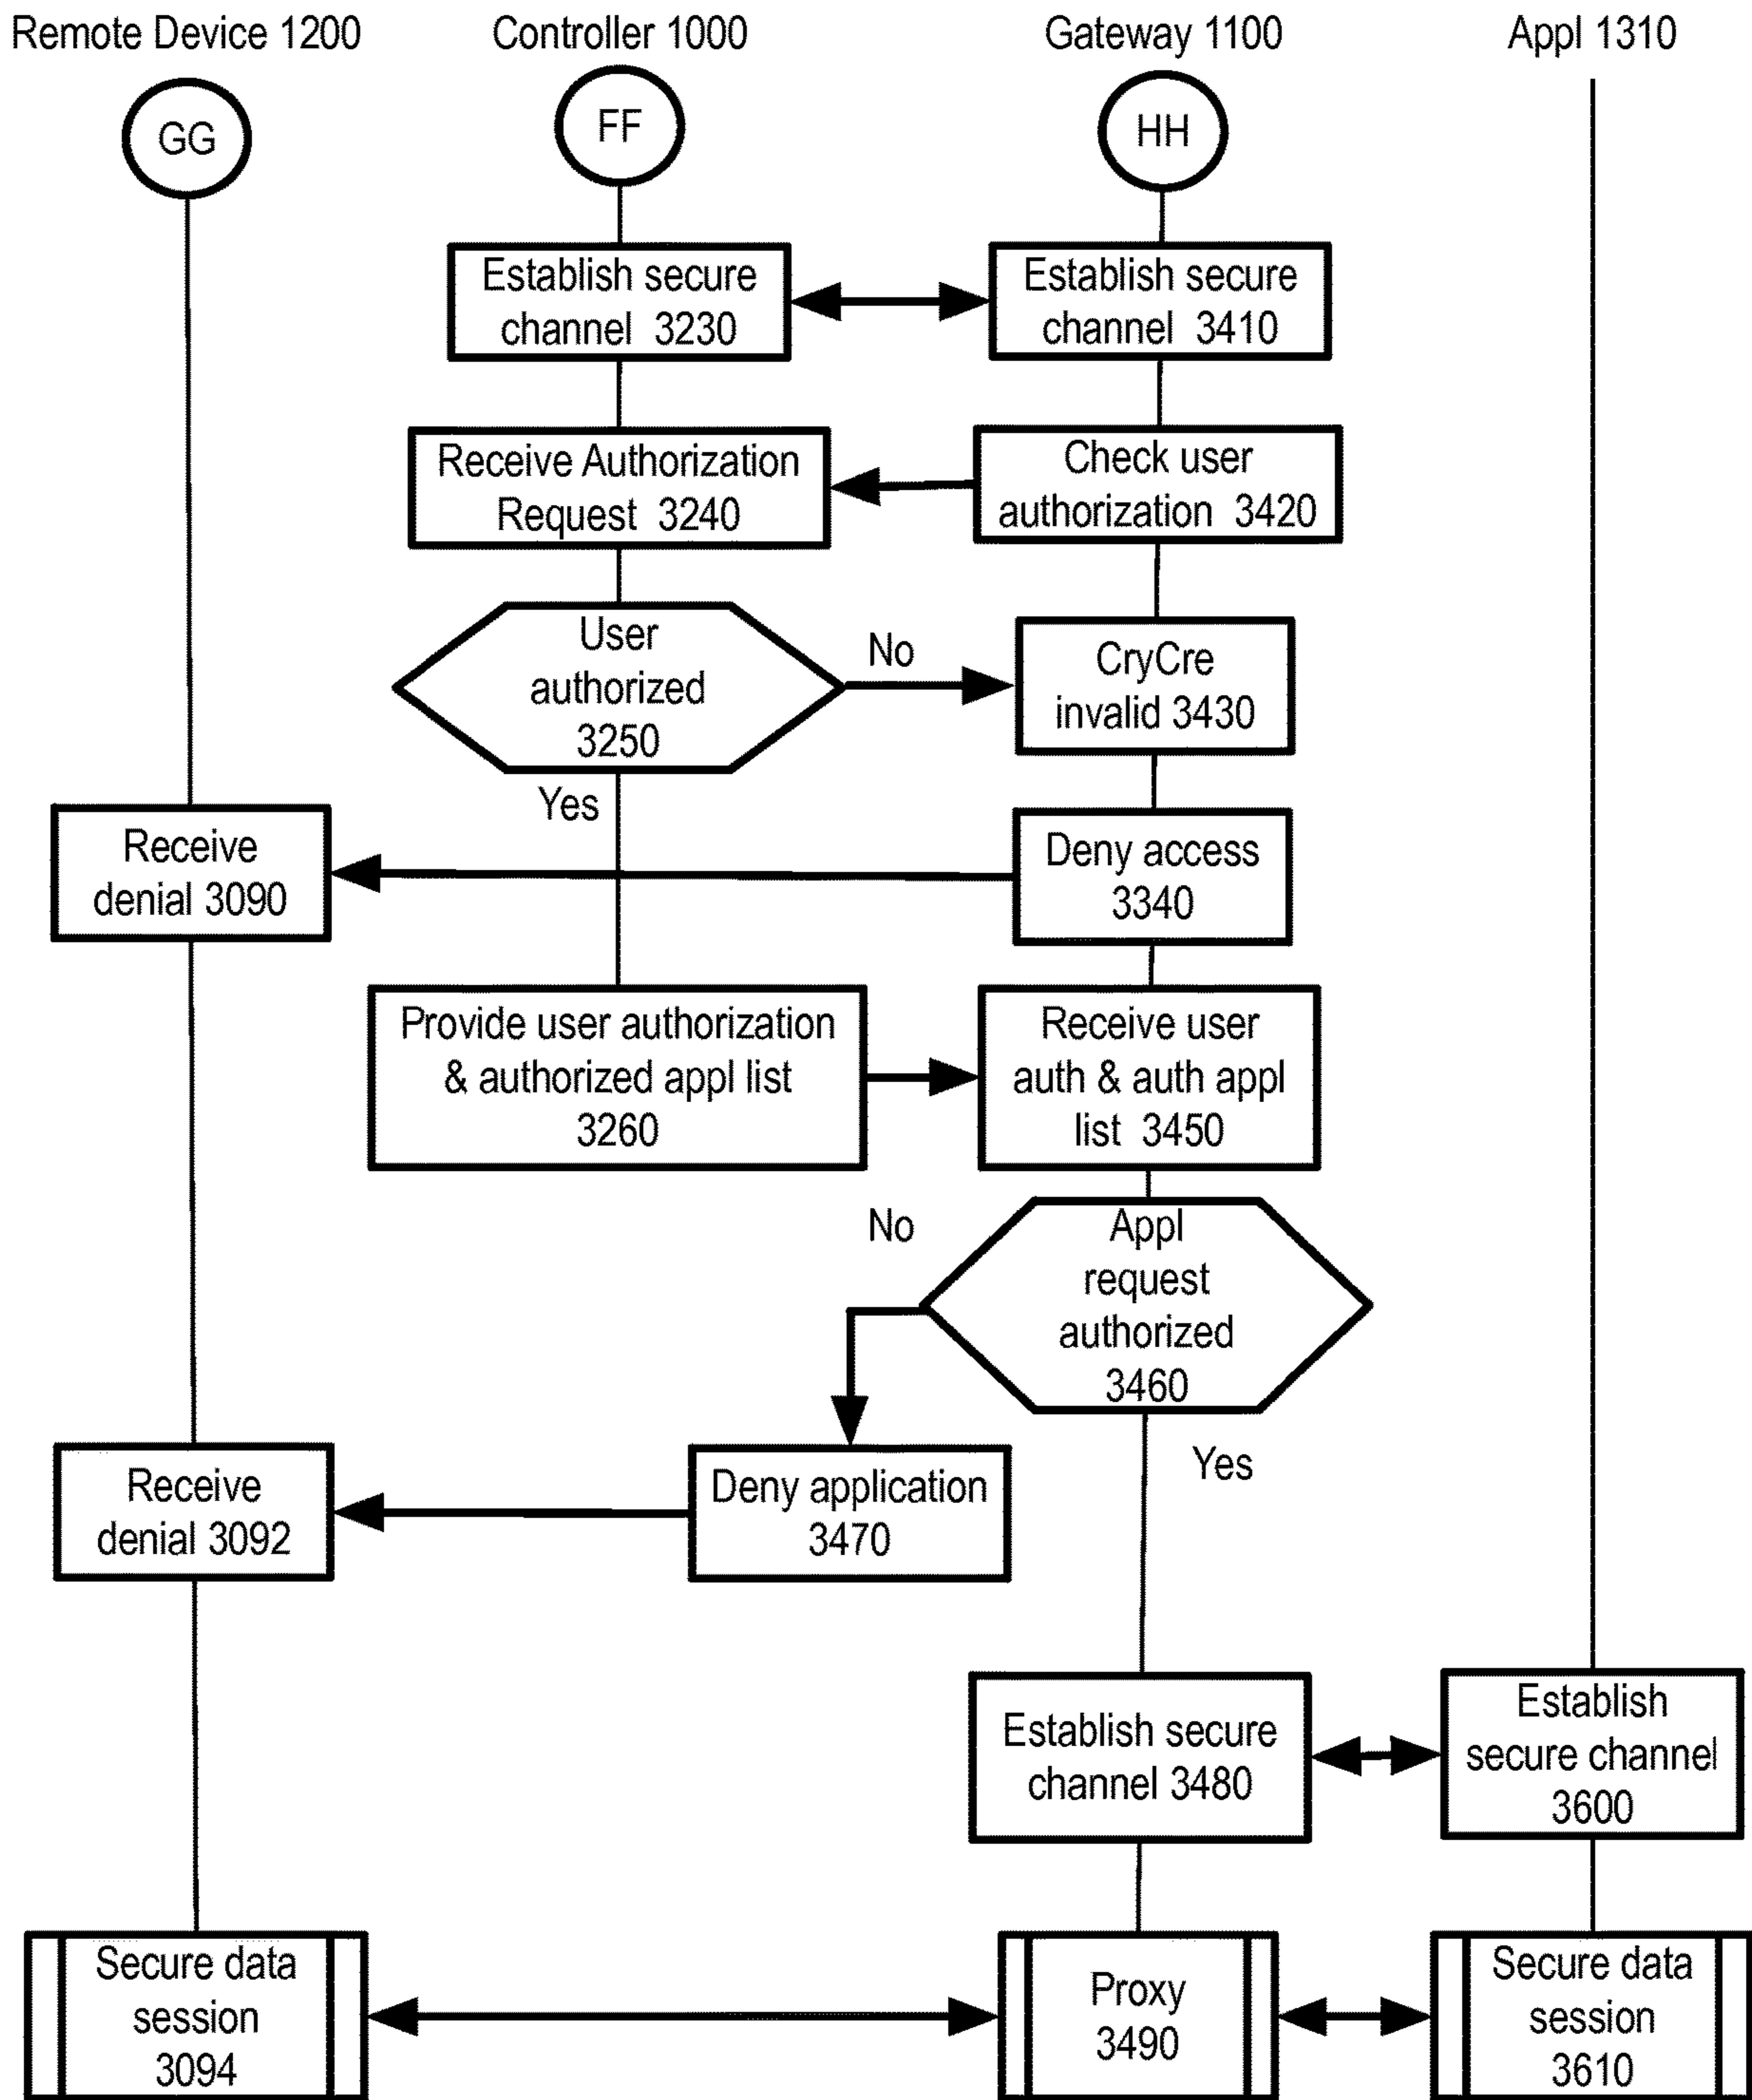 Remote Device 1200
Controller 1000
Gateway 1100
Appl 1310
GG
FF
HH
Establish secure
channel 3230
Establish secure
channel 3410
Receive Authorization
Request 3240
Check user
authorization 3420
User
authorized
3250
No
CryCre
invalid 3430
Yes
Receive
denial 3090
Deny access
3340
Provide user authorization
& authorized appl list
3260
Receive user
auth & auth appl
list 3450
No
Appl
request
authorized
3460
Yes
Receive
denial 3092
Deny application
3470
Establish secure
channel 3480
Establish
secure channel
3600
Secure data
session
3094
Proxy
3490
Secure data
session
3610